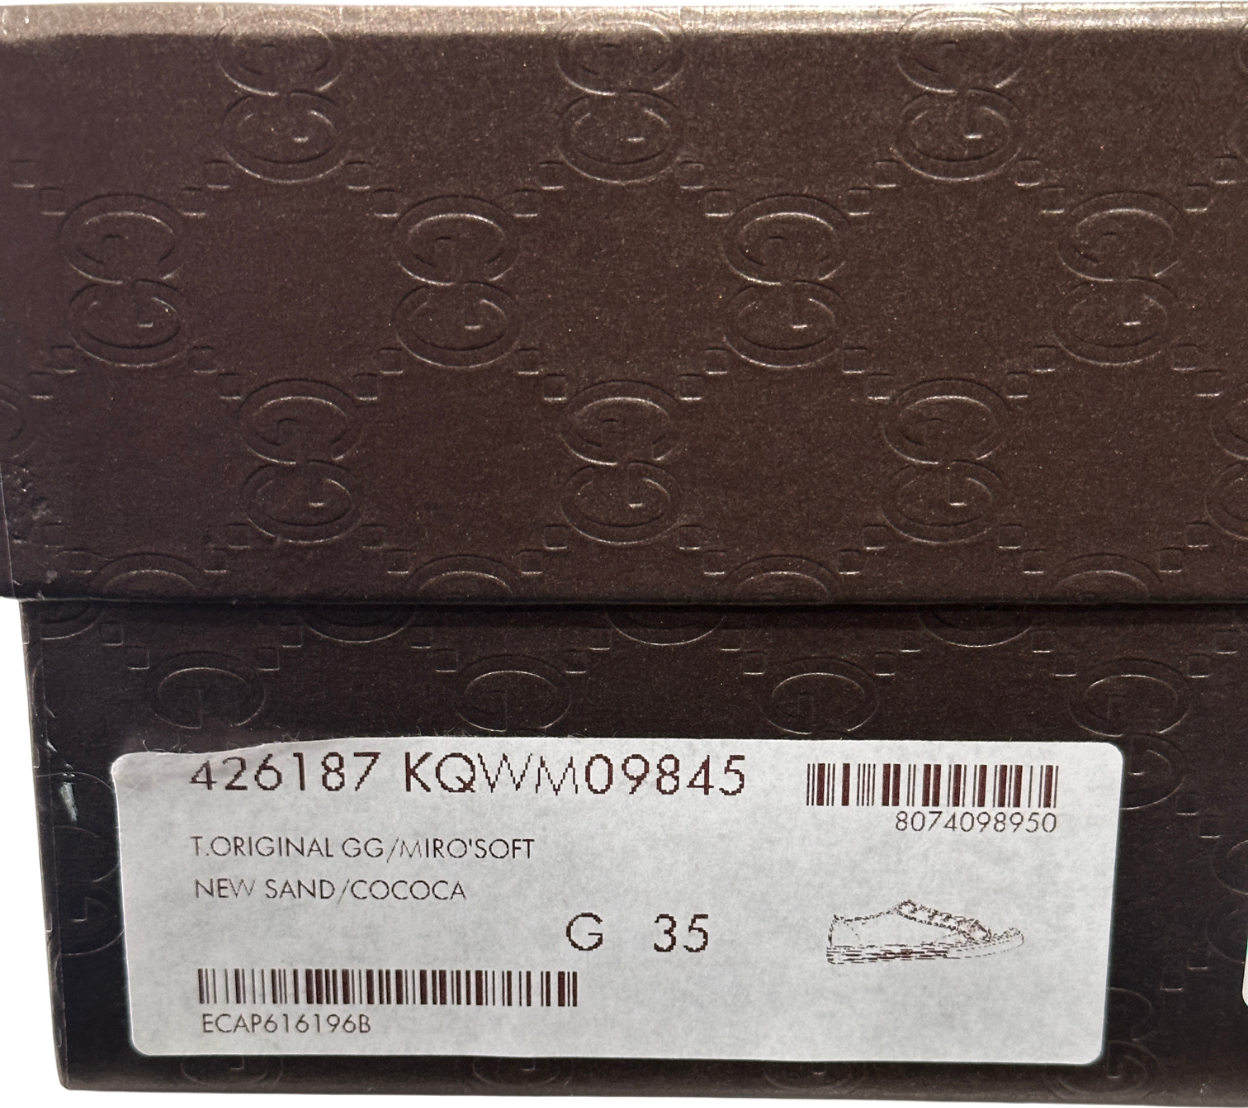 426187 KQWM09845
8074098950
T.ORIGINAL GG/MIRO'SOFT
NEW SAND/COCOCA
G 35
ECAP616196B